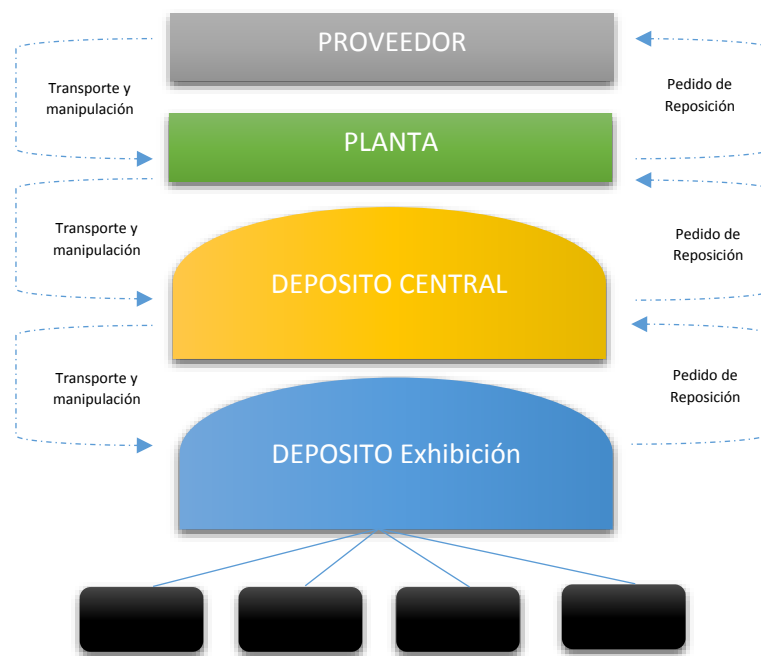 PROVEEDOR
Transporte y
manipulación
Pedido de
Reposición
PLANTA
Transporte y
manipulación
Pedido de
Reposición
DEPOSITO CENTRAL
Transporte y
manipulación
Pedido de
Reposición
DEPOSITO Exhibición